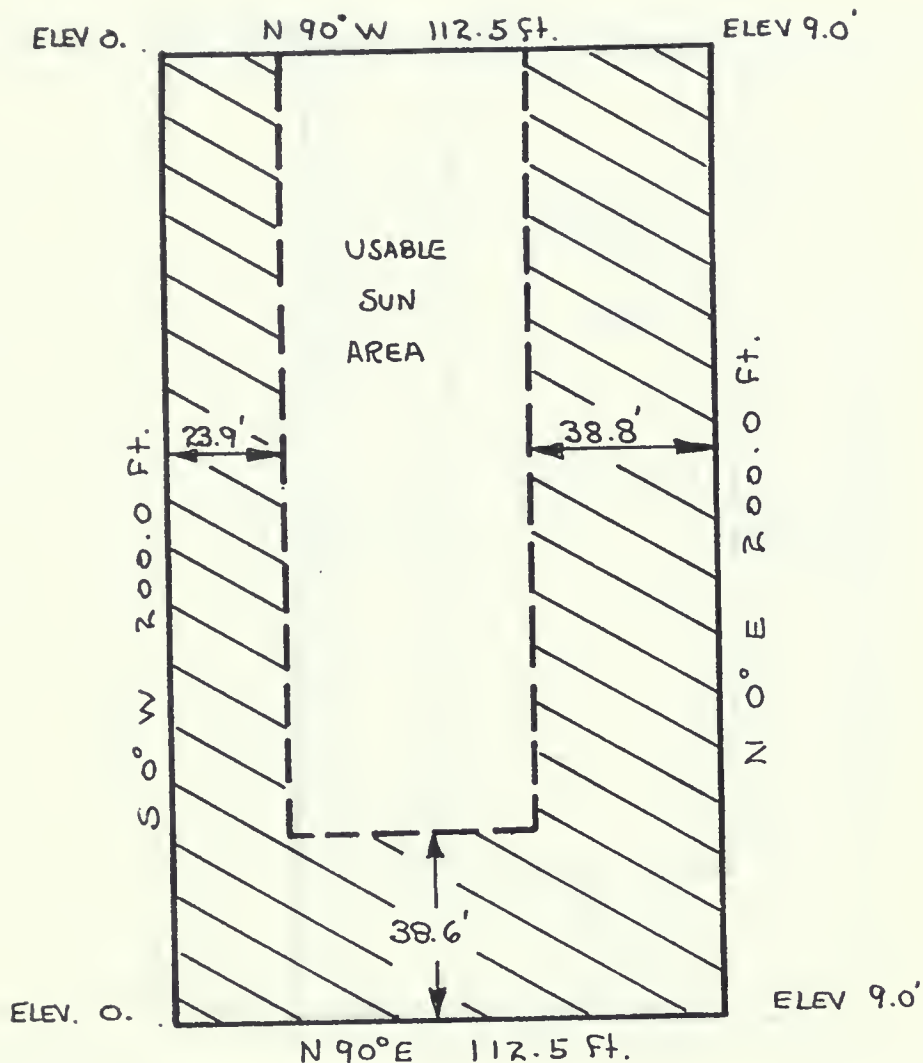 ELEV 0.
N 90° W 112.5 Ft.
ELEV 9.0'
USABLE
SUN
AREA
23.9'
38.8'
S 0° W 200.0 Ft.
N 0° E 200.0 Ft.
38.6'
ELEV. 0.
ELEV 9.0'
N 90° E 112.5 Ft.